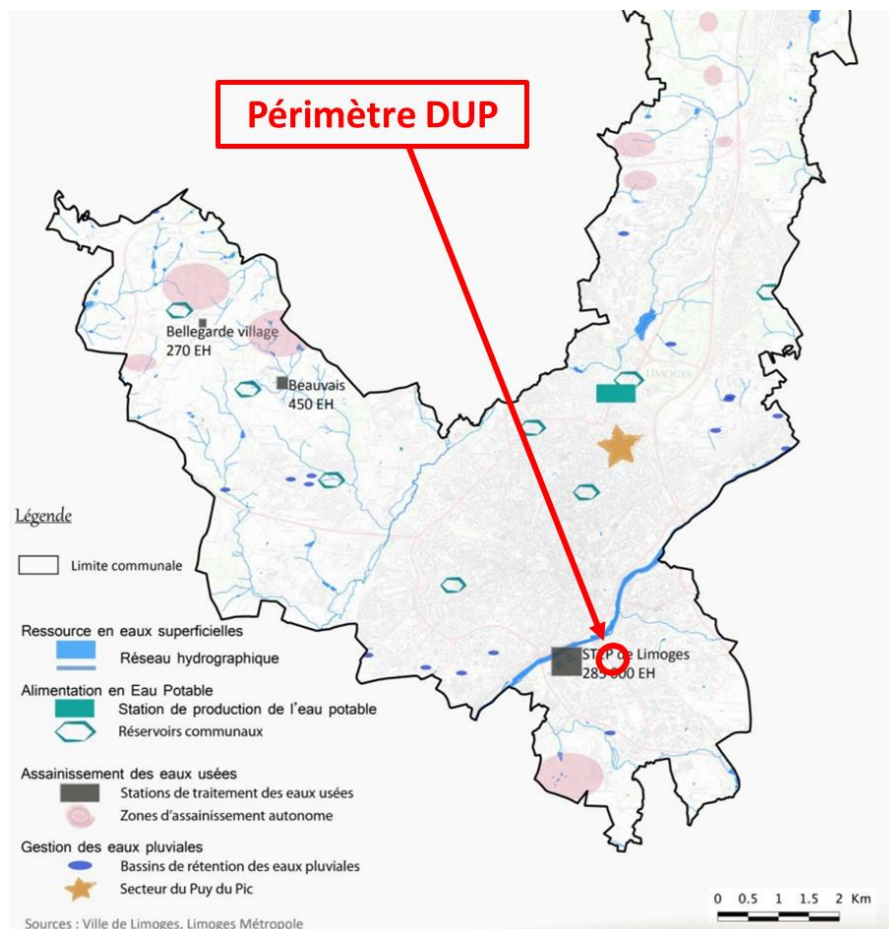 Périmètre DUP
Bellegarde village
270 EH
Beauvais
450 EH
LIMOGES
STEP de Limoges
285 000 EH
Légende
Limite communale
Ressource en eaux superficielles
Réseau hydrographique
Alimentation en Eau Potable
Station de production de l'eau potable
Réservoirs communaux
Assainissement des eaux usées
Stations de traitement des eaux usées
Zones d'assainissement autonome
Gestion des eaux pluviales
Bassins de rétention des eaux pluviales
Secteur du Puy du Pic
0 0.5 1 1.5 2 Km
Sources : Ville de Limoges, Limoges Métropole